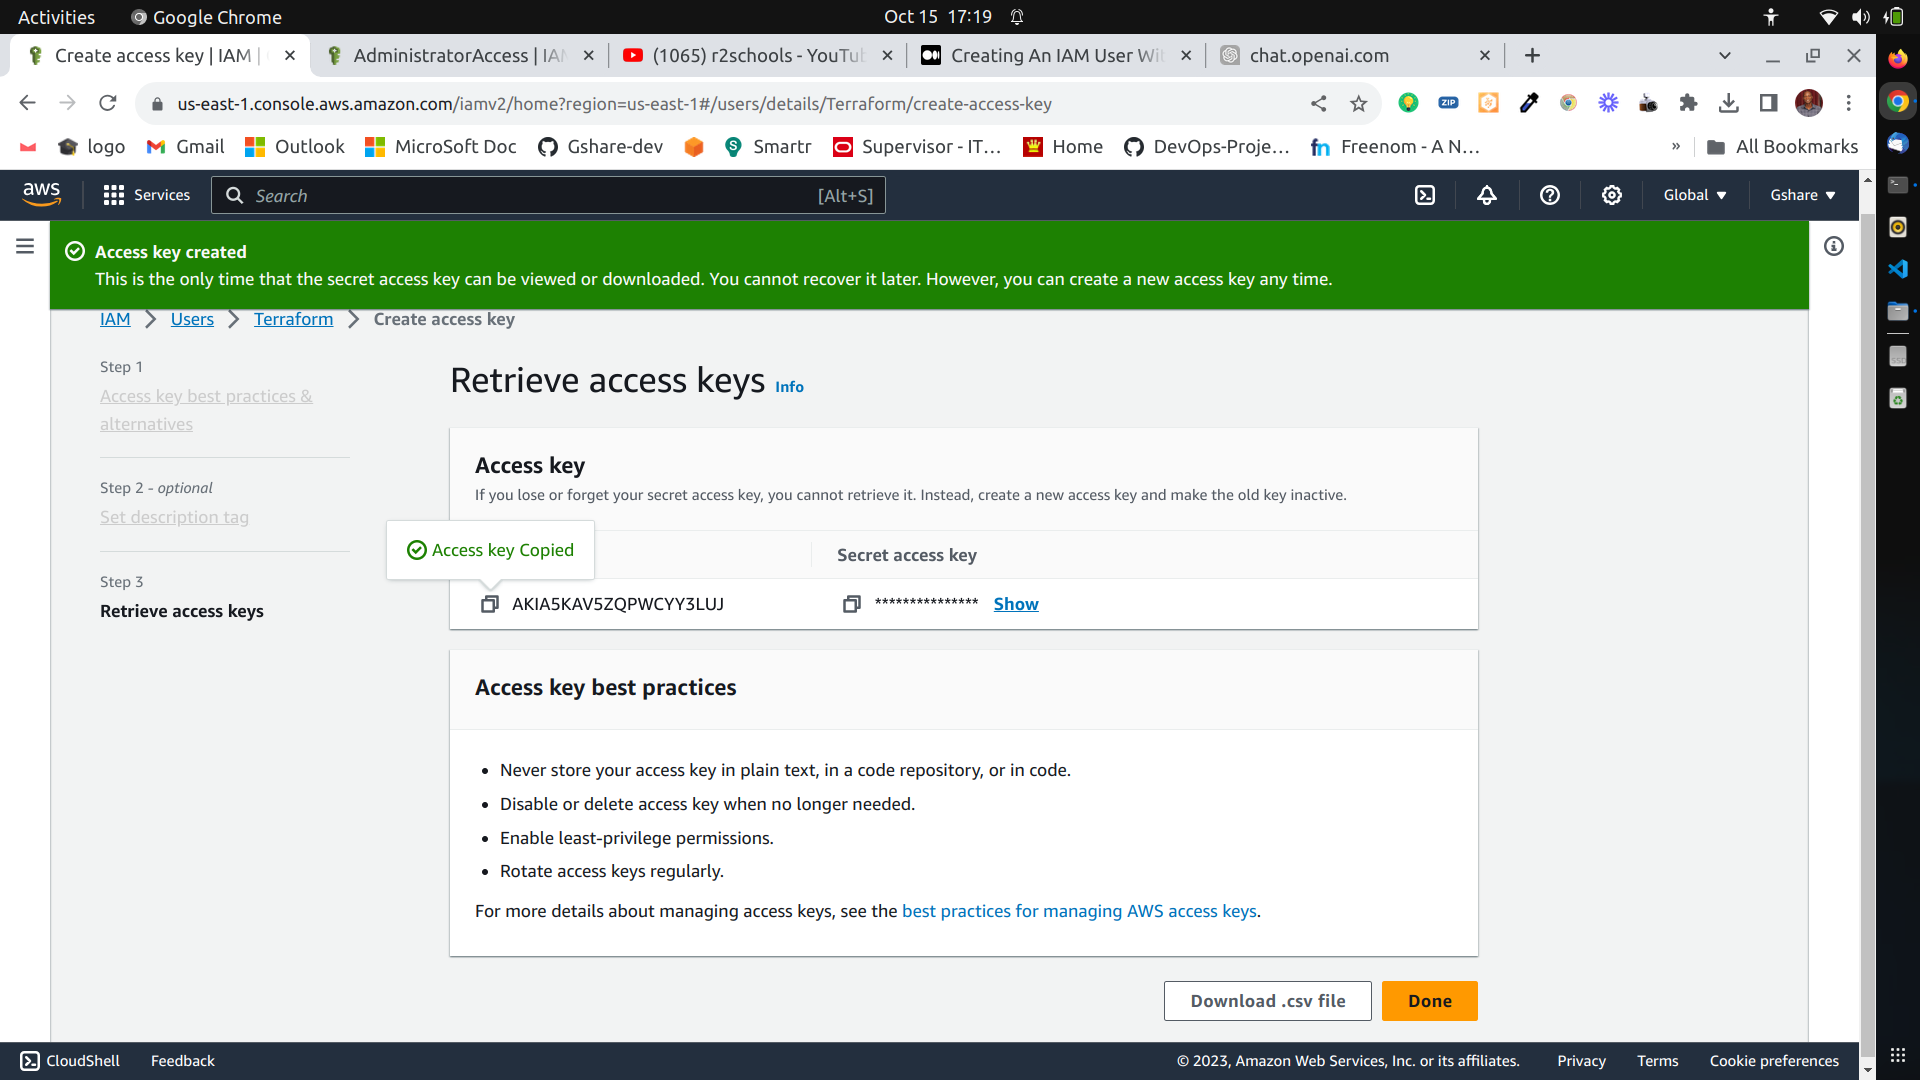 Activities
Google Chrome
Oct 15 17:19
Create access key | IAM |
AdministratorAccess | IAM
(1065) r2schools - YouTub
Creating An IAM User Wit
chat.openai.com
us-east-1.console.aws.amazon.com/iamv2/home?region=us-east-1#/users/details/Terraform/create-access-key
ZIP
logo
Gmail
Outlook
MicroSoft Doc
Gshare-dev
Smartr
Supervisor - IT...
Home
DevOps-Proje...
Freenom - A N...
»
All Bookmarks
aws
Services
Search
[Alt+S]
Global
Gshare
Access key created
This is the only time that the secret access key can be viewed or downloaded. You cannot recover it later. However, you can create a new access key any time.
IAM
Users
Terraform
Create access key
Step 1
Access key best practices &
alternatives
Step 2 - optional
Set description tag
Step 3
Retrieve access keys
Retrieve access keys Info
Access key
If you lose or forget your secret access key, you cannot retrieve it. Instead, create a new access key and make the old key inactive.
Access key Copied
Secret access key
AKIA5KAV5ZQPWCYY3LUJ
*************** Show
Access key best practices
• Never store your access key in plain text, in a code repository, or in code.
• Disable or delete access key when no longer needed.
• Enable least-privilege permissions.
• Rotate access keys regularly.
For more details about managing access keys, see the best practices for managing AWS access keys.
Download .csv file
Done
CloudShell
Feedback
© 2023, Amazon Web Services, Inc. or its affiliates.
Privacy
Terms
Cookie preferences